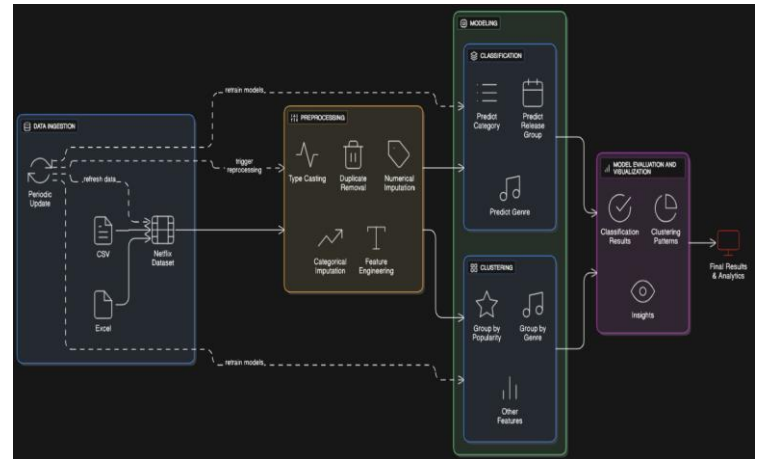 MODELING
CLASSIFICATION
Predict
Category
Predict
Release
Group
Predict Genre
retrain models
DATA INGESTION
Periodic
Update
refresh data
CSV
Netflix
Dataset
Excel
trigger
reprocessing
PREPROCESSING
Type Casting
Duplicate
Removal
Numerical
Imputation
Categorical
Imputation
Feature
Engineering
retrain models
CLUSTERING
Group by
Popularity
Group by
Genre
Other
Features
MODEL EVALUATION AND
VISUALIZATION
Classification
Results
Clustering
Patterns
Insights
Final Results
& Analytics